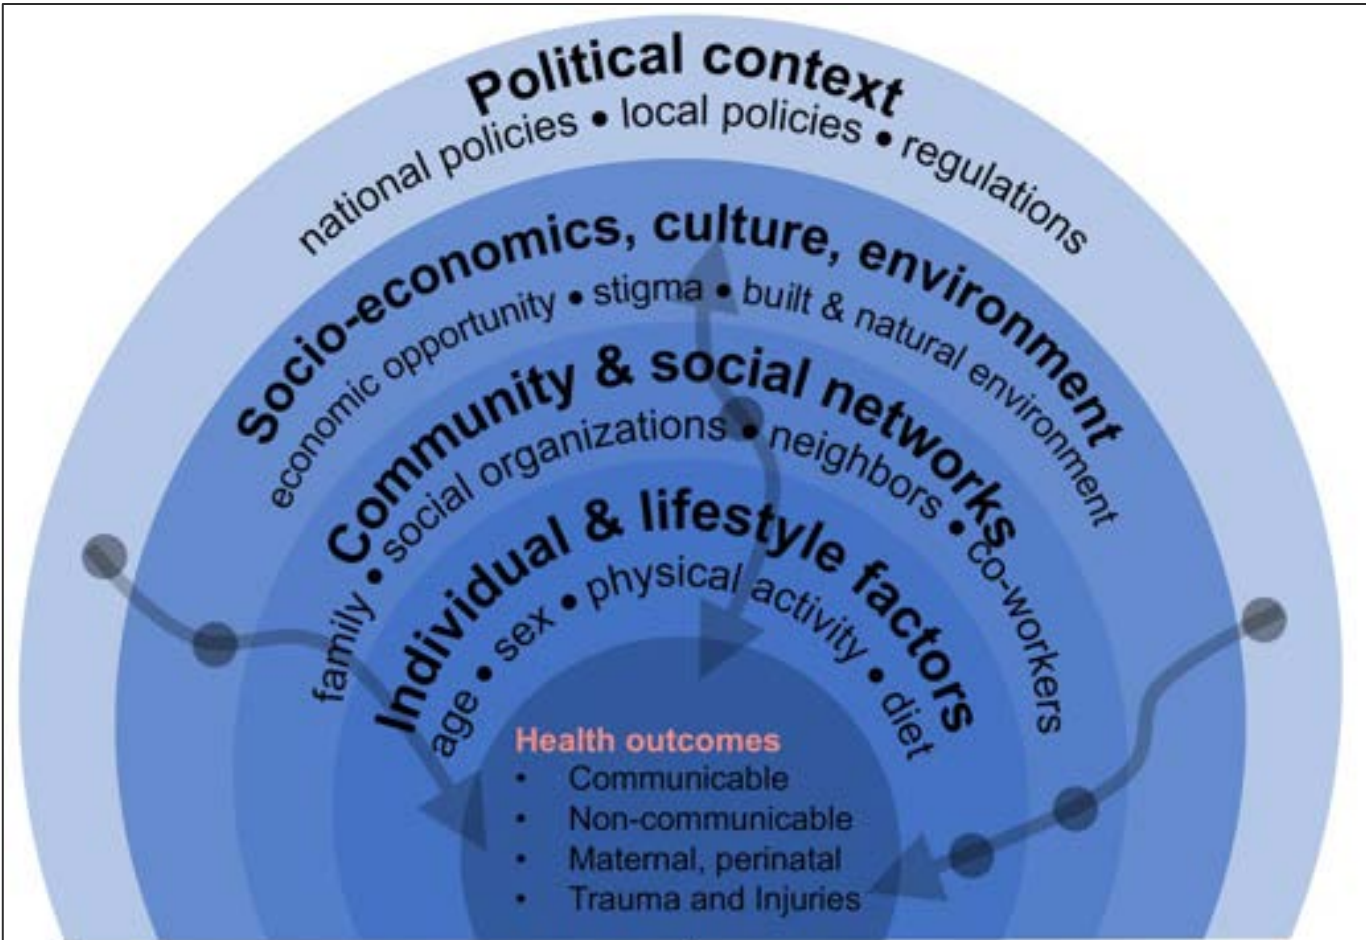 Political context
national policies • local policies • regulations
Socio-economics, culture, environment
economic opportunity • stigma • built & natural environment
Community & social networks
family • social organizations • neighbors • co-workers
Individual & lifestyle factors
age • sex • physical activity • diet
Health outcomes
• Communicable
• Non-communicable
• Maternal, perinatal
• Trauma and Injuries